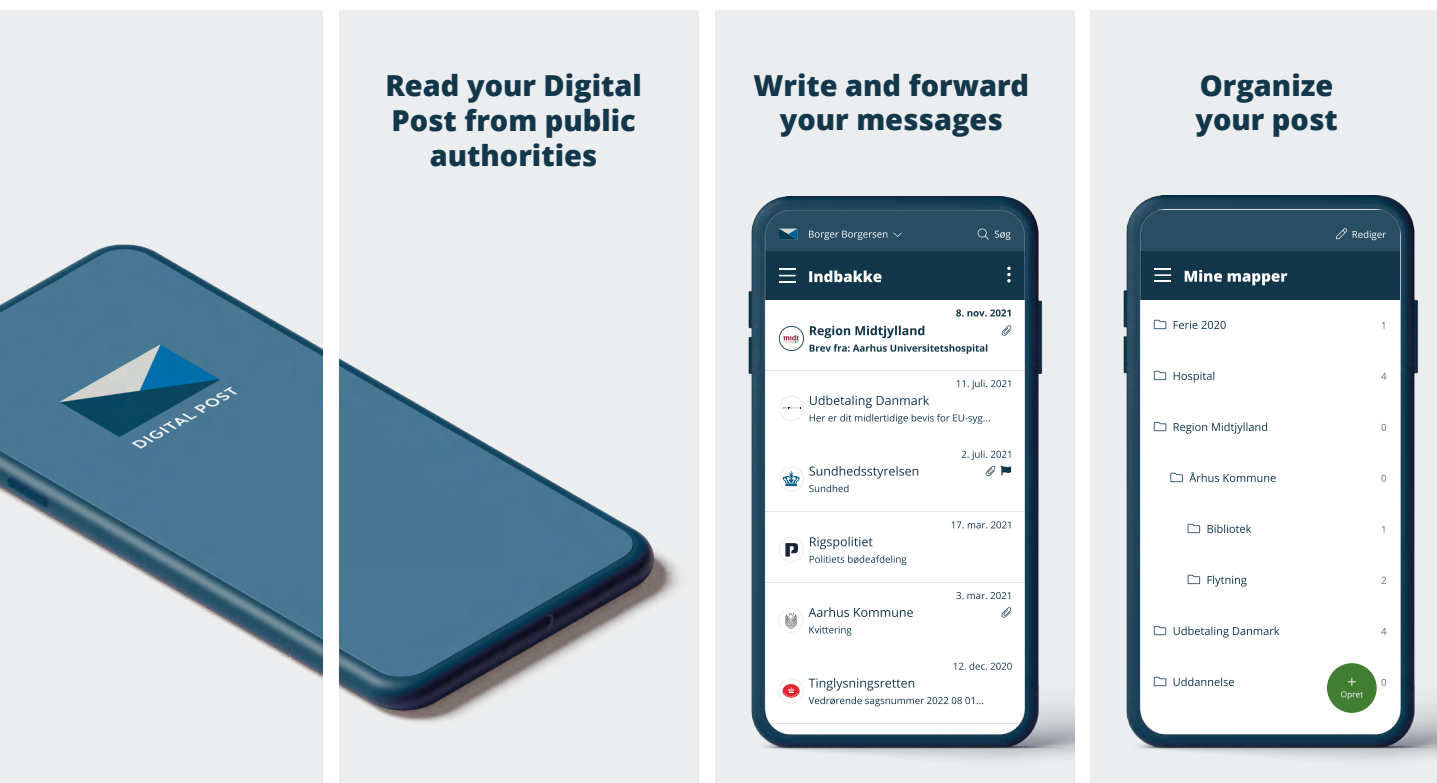 DIGITAL POST
Read your Digital
Post from public
authorities
Write and forward
your messages
Borger Borgersen
Søg
Indbakke
8. nov. 2021
midt
Region Midtjylland
Brev fra: Aarhus Universitetshospital
11. juli. 2021
Udbetaling Danmark
Her er dit midlertidige bevis for EU-syg...
2. juli. 2021
Sundhedsstyrelsen
Sundhed
17. mar. 2021
P
Rigspolitiet
Politiets bødeafdeling
3. mar. 2021
Aarhus Kommune
Kvittering
12. dec. 2020
Tinglysningsretten
Vedrørende sagsnummer 2022 08 01...
Organize
your post
Rediger
Mine mapper
Ferie 2020 1
Hospital 4
Region Midtjylland 0
Århus Kommune 0
Bibliotek 1
Flytning 2
Udbetaling Danmark 4
Uddannelse 0
+
Opret